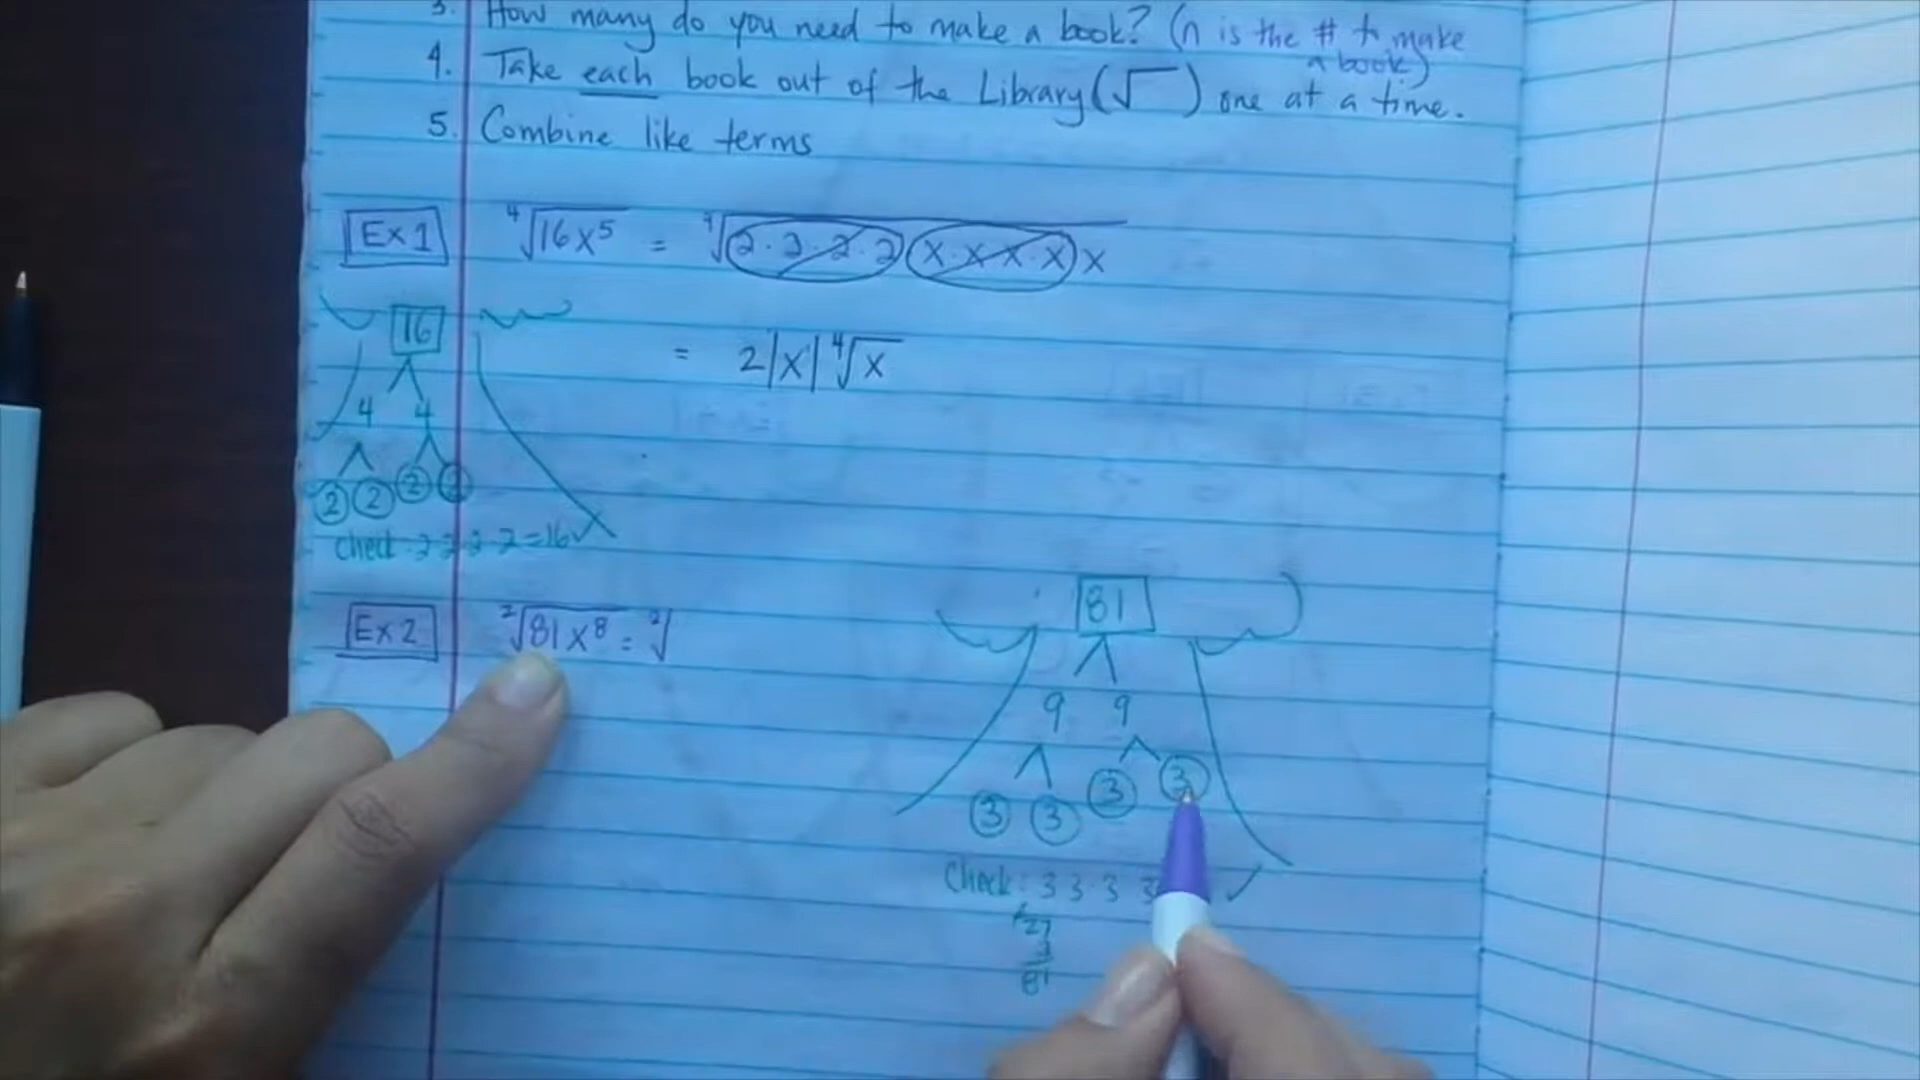 3. How many do you need to make a book? (n is the # to make a book)
4. Take each book out of the Library (√ ) one at a time.
5. Combine like terms
Ex 1 ⁴√16x⁵ = ⁴√2·2·2·2 x·x·x·x x
= 2|x| ⁴√x
16
4 4
2 2 2 2
Check: 2 2 2 2 = 16 ✓
Ex 2 ²√81x⁸ = ²√
81
9 9
3 3 3 3
Check: 3 3 3 3 ✓
27
3
81